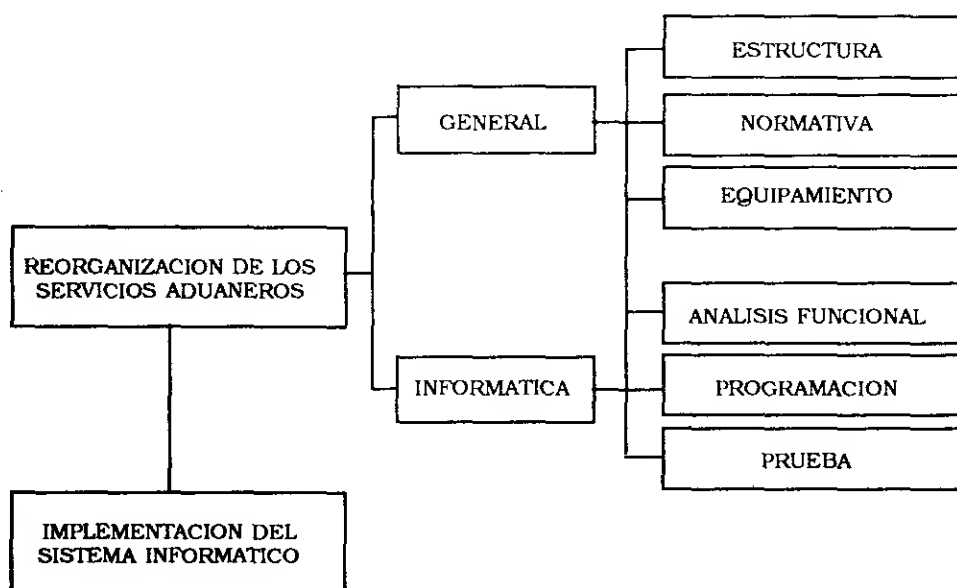 ESTRUCTURA
GENERAL
NORMATIVA
EQUIPAMIENTO
REORGANIZACION DE LOS
SERVICIOS ADUANEROS
ANALISIS FUNCIONAL
INFORMATICA
PROGRAMACION
PRUEBA
IMPLEMENTACION DEL
SISTEMA INFORMATICO